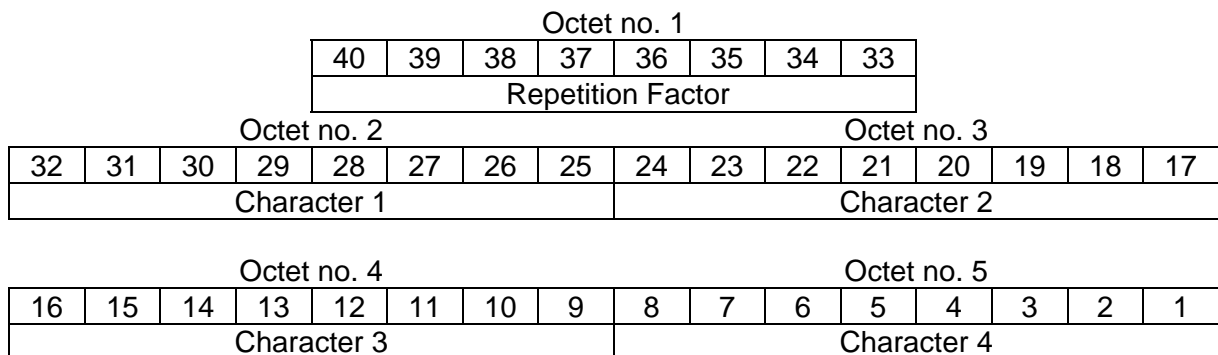 Octet no. 1
40 39 38 37 36 35 34 33
Repetition Factor
Octet no. 2 Octet no. 3
32 31 30 29 28 27 26 25 24 23 22 21 20 19 18 17
Character 1 Character 2
Octet no. 4 Octet no. 5
16 15 14 13 12 11 10 9 8 7 6 5 4 3 2 1
Character 3 Character 4